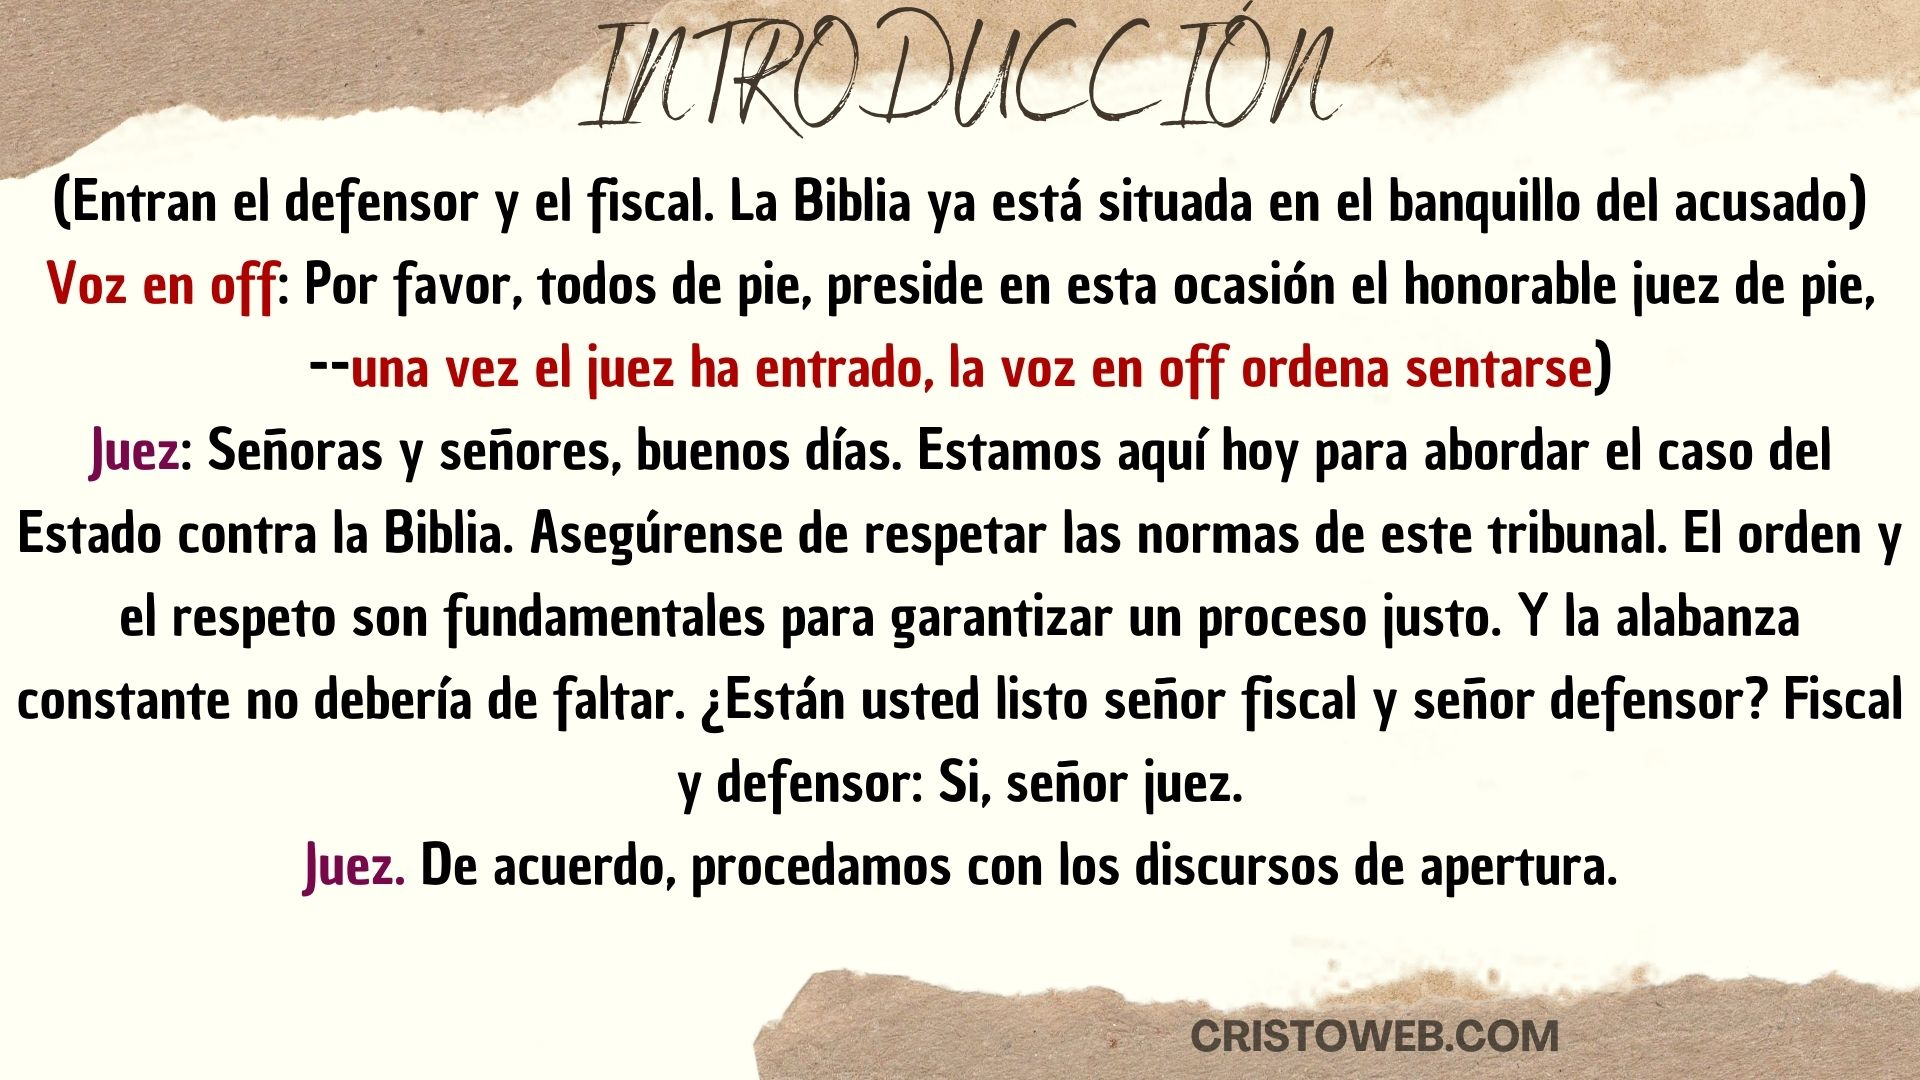 INTRODUCCIÓN
(Entran el defensor y el fiscal. La Biblia ya está situada en el banquillo del acusado)
Voz en off: Por favor, todos de pie, preside en esta ocasión el honorable juez de pie,
--una vez el juez ha entrado, la voz en off ordena sentarse)
Juez: Señoras y señores, buenos días. Estamos aquí hoy para abordar el caso del
Estado contra la Biblia. Asegúrense de respetar las normas de este tribunal. El orden y
el respeto son fundamentales para garantizar un proceso justo. Y la alabanza
constante no debería de faltar. ¿Están usted listo señor fiscal y señor defensor? Fiscal
y defensor: Si, señor juez.
Juez. De acuerdo, procedamos con los discursos de apertura.
CRISTOWEB.COM